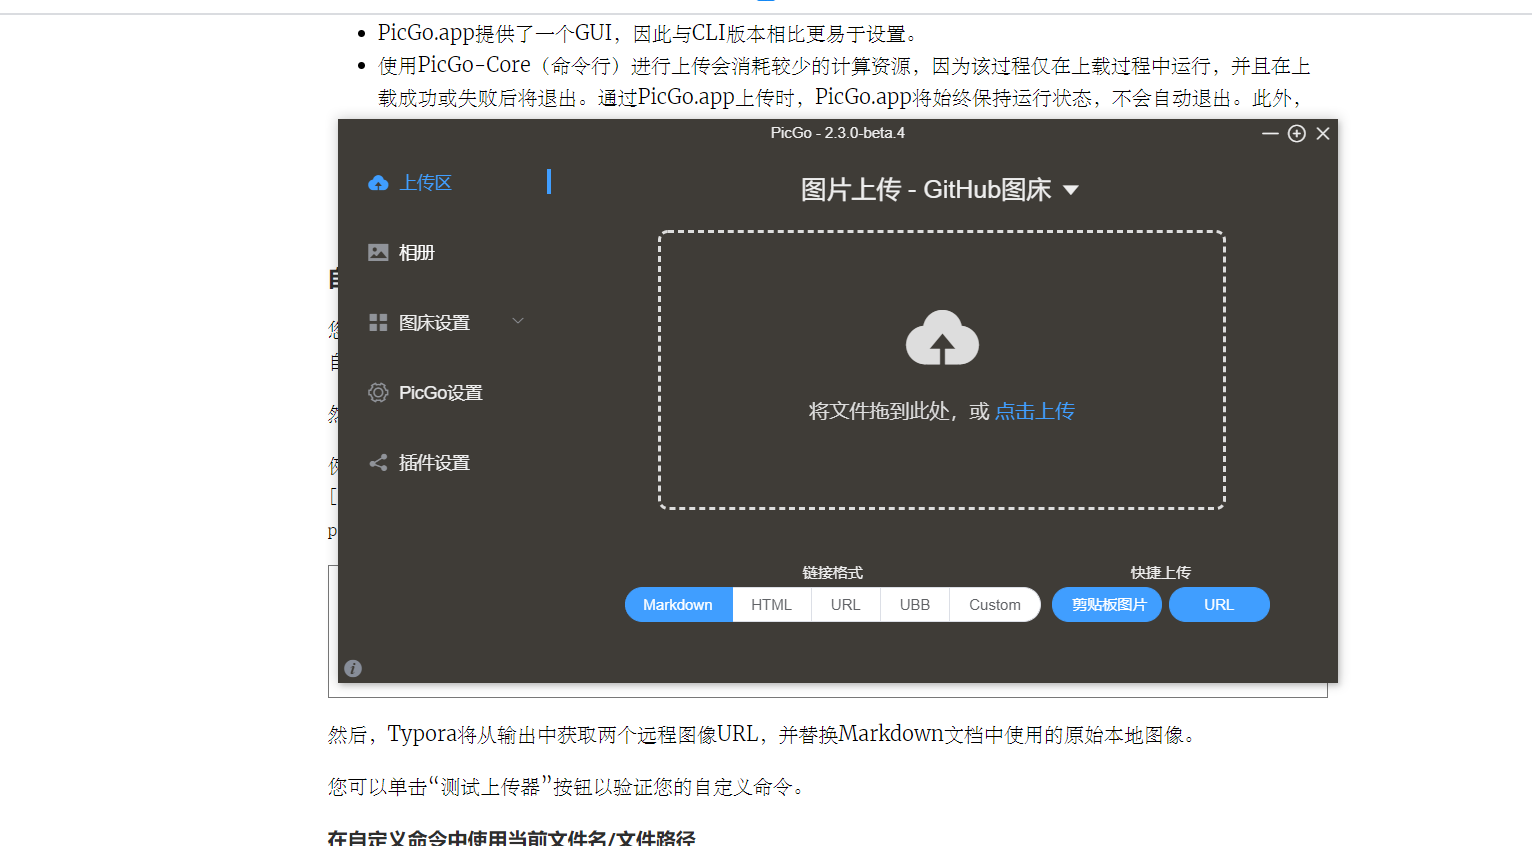 PicGo.app提供了一个GUI，因此与CLI版本相比更易于设置。
使用PicGo-Core（命令行）进行上传会消耗较少的计算资源，因为该过程仅在上载过程中运行，并且在上
载成功或失败后将退出。通过PicGo.app上传时，PicGo.app将始终保持运行状态，不会自动退出。此外，
PicGo - 2.3.0-beta.4
上传区
图片上传 - GitHub图床
相册
图床设置
PicGo设置
插件设置
将文件拖到此处，或 点击上传
链接格式
快捷上传
Markdown HTML URL UBB Custom 剪贴板图片 URL
然后，Typora将从输出中获取两个远程图像URL，并替换Markdown文档中使用的原始本地图像。
您可以单击“测试上传器”按钮以验证您的自定义命令。
在自定义命令中使用当前文件名/文件路径